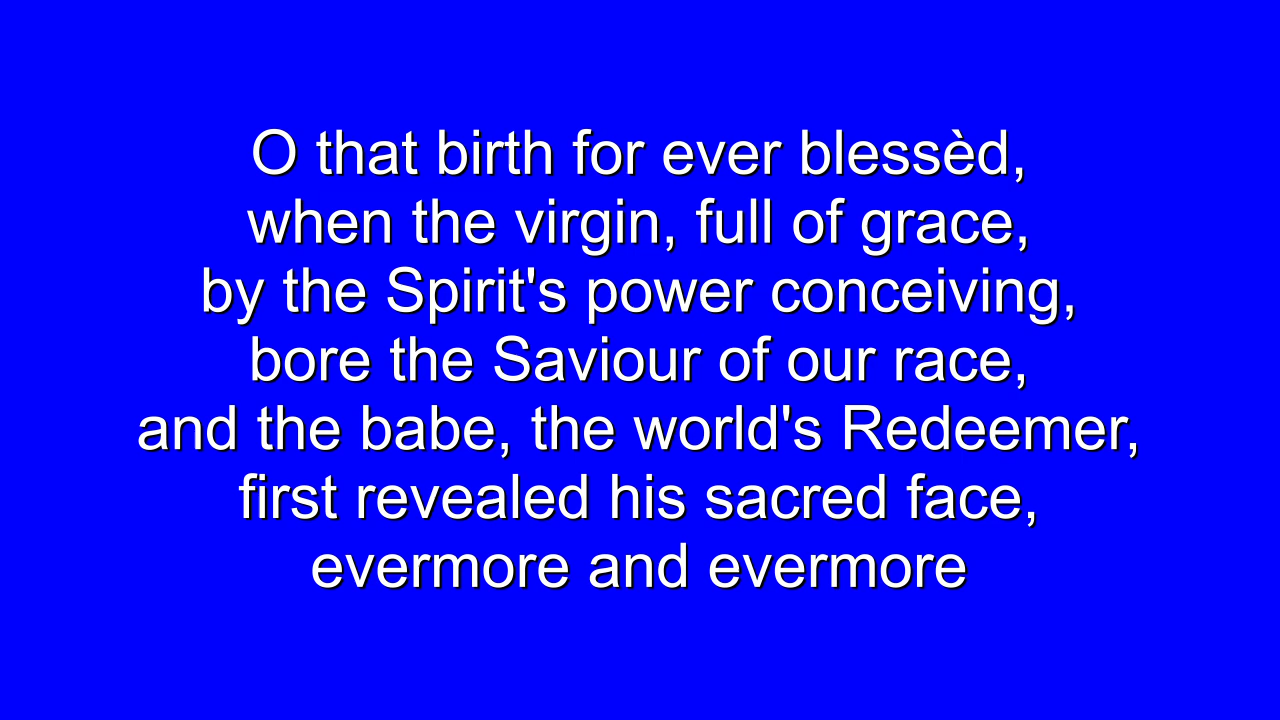 O that birth for ever blessèd,
when the virgin, full of grace,
by the Spirit's power conceiving,
bore the Saviour of our race,
and the babe, the world's Redeemer,
first revealed his sacred face,
evermore and evermore